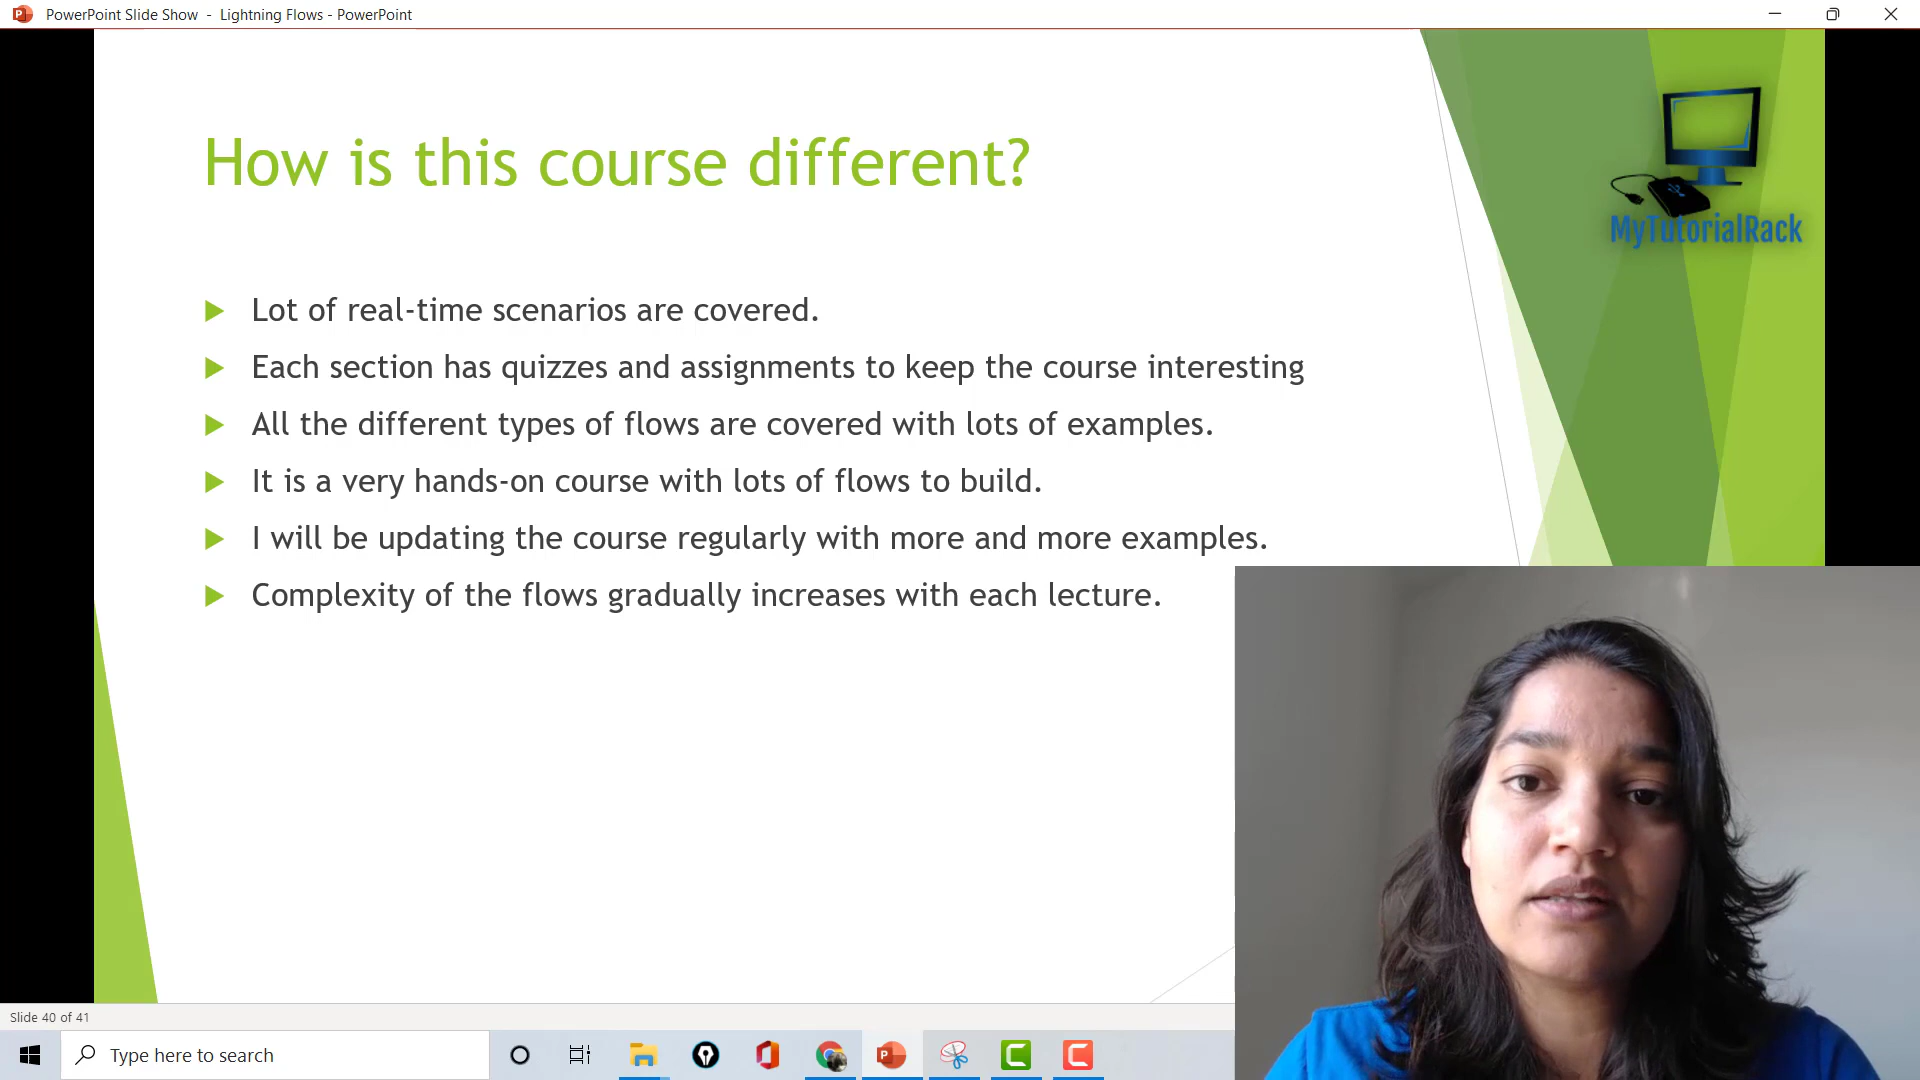 PowerPoint Slide Show - Lightning Flows - PowerPoint
How is this course different?
MyTutorialRack
Lot of real-time scenarios are covered.
Each section has quizzes and assignments to keep the course interesting
All the different types of flows are covered with lots of examples.
It is a very hands-on course with lots of flows to build.
I will be updating the course regularly with more and more examples.
Complexity of the flows gradually increases with each lecture.
Slide 40 of 41
Type here to search